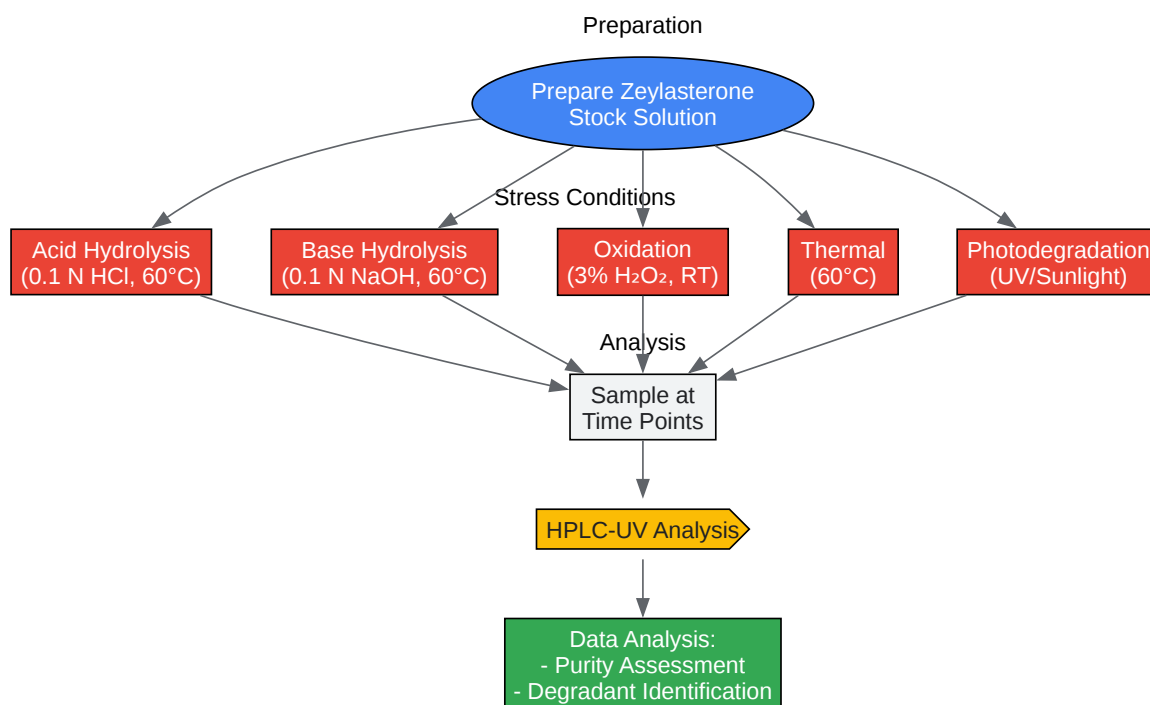 Preparation
Prepare Zeylasterone
Stock Solution
Stress Conditions
Acid Hydrolysis
(0.1 N HCl, 60°C)
Base Hydrolysis
(0.1 N NaOH, 60°C)
Oxidation
(3% H₂O₂, RT)
Thermal
(60°C)
Photodegradation
(UV/Sunlight)
Analysis
Sample at
Time Points
HPLC-UV Analysis
Data Analysis:
- Purity Assessment
- Degradant Identification